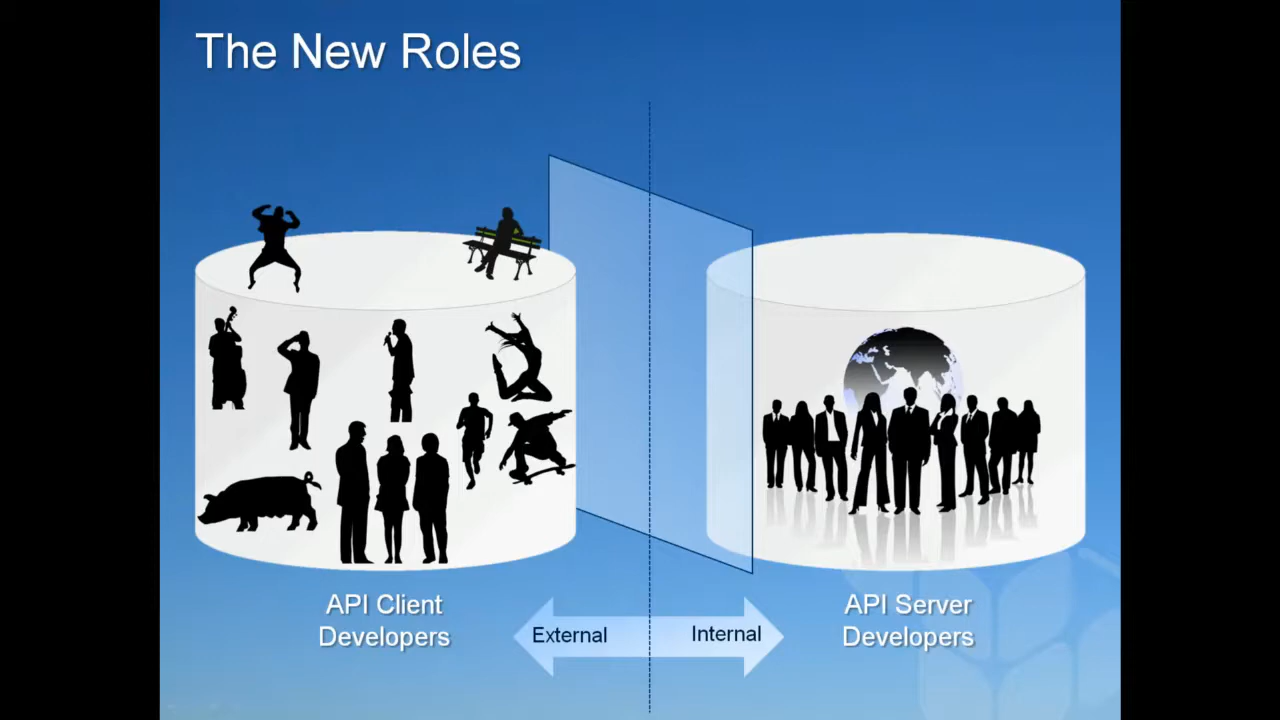 The New Roles
API Client
Developers
External
Internal
API Server
Developers